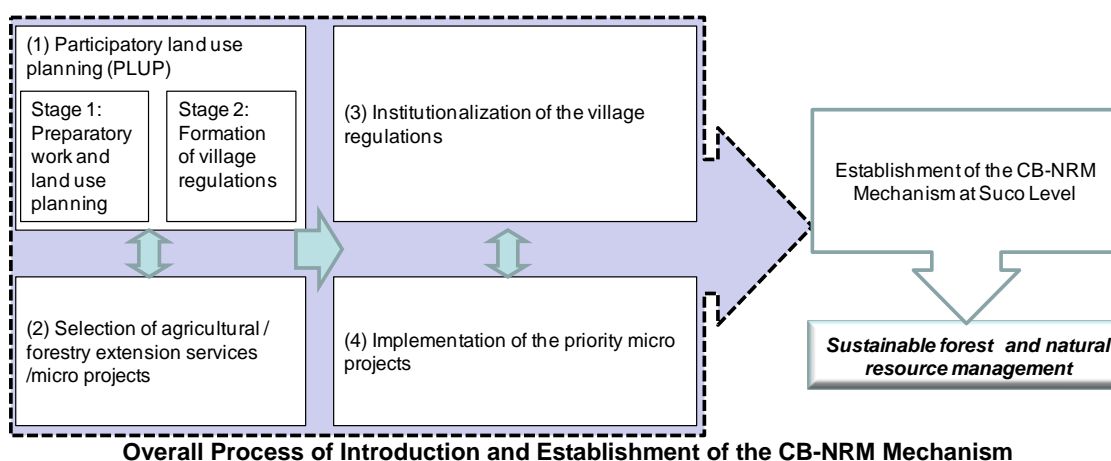 (1) Participatory land use
planning (PLUP)
Stage 1:
Preparatory
work and
land use
planning
Stage 2:
Formation
of village
regulations
(2) Selection of agricultural /
forestry extension services
/micro projects
(3) Institutionalization of the village
regulations
(4) Implementation of the priority micro
projects
Establishment of the CB-NRM
Mechanism at Suco Level
Sustainable forest and natural
resource management
Overall Process of Introduction and Establishment of the CB-NRM Mechanism